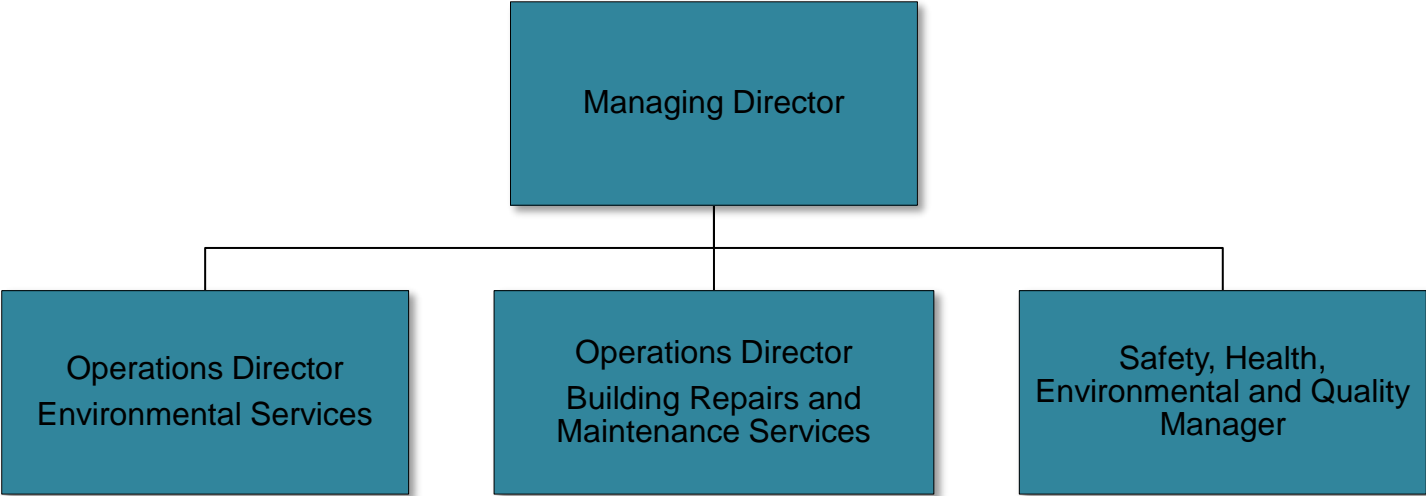 Managing Director
Operations Director
Environmental Services
Operations Director
Building Repairs and
Maintenance Services
Safety, Health,
Environmental and Quality
Manager